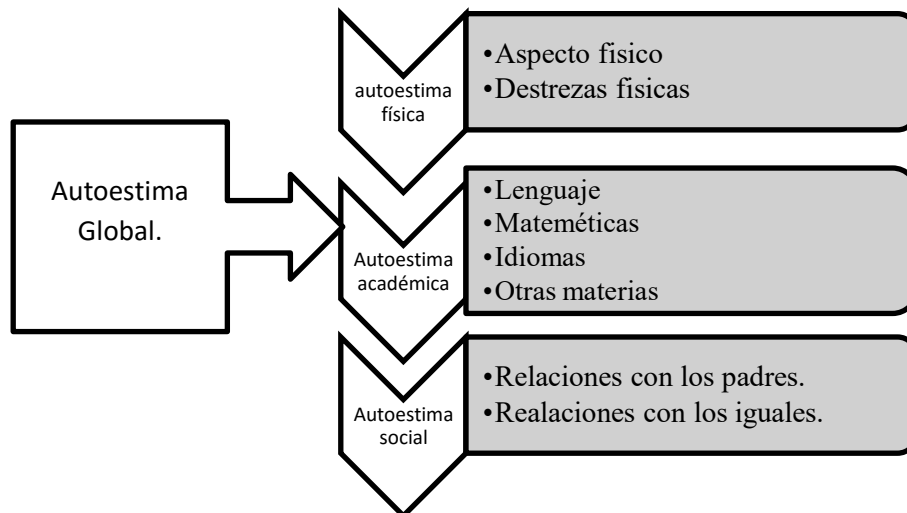 Autoestima
Global.
autoestima
física
•Aspecto fisico
•Destrezas fisicas
Autoestima
académica
•Lenguaje
•Mateméticas
•Idiomas
•Otras materias
Autoestima
social
•Relaciones con los padres.
•Realaciones con los iguales.